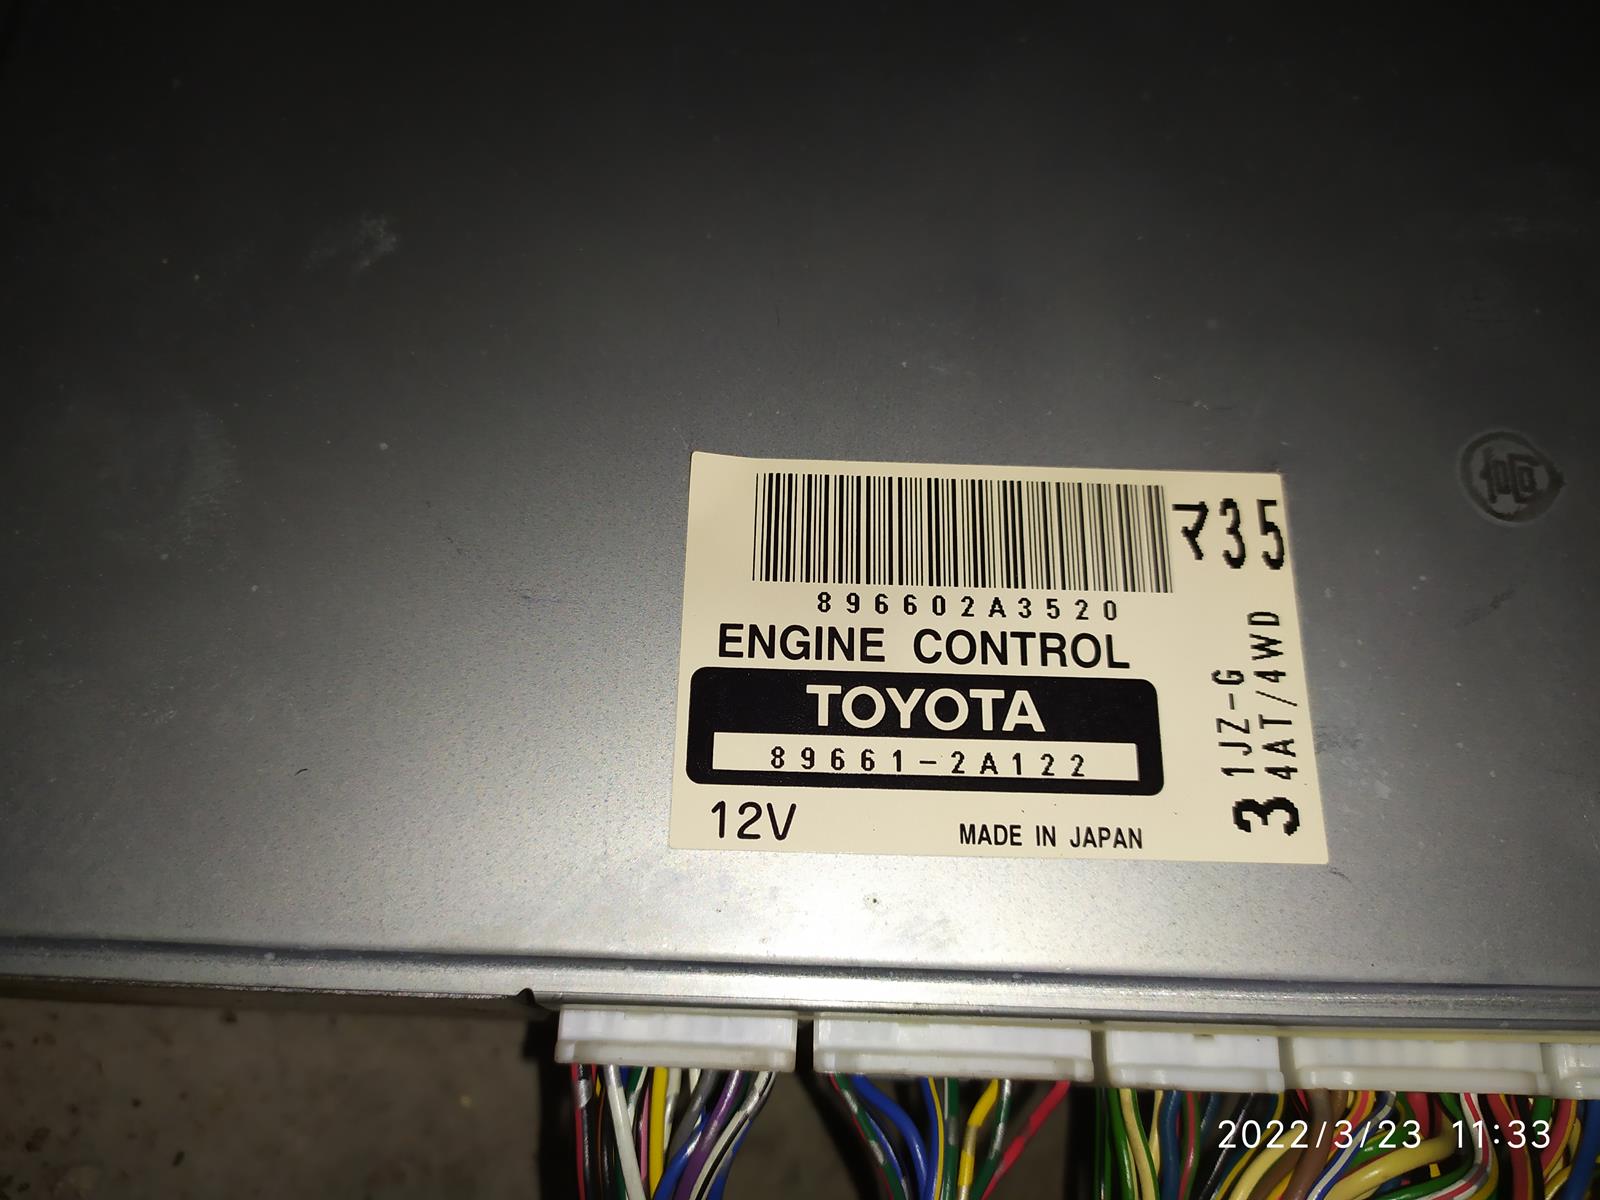 マ35
896602A3520
ENGINE CONTROL
TOYOTA
89661-2A122
12V
MADE IN JAPAN
3
1JZ-G
4AT/4WD
2022/3/23 11:33